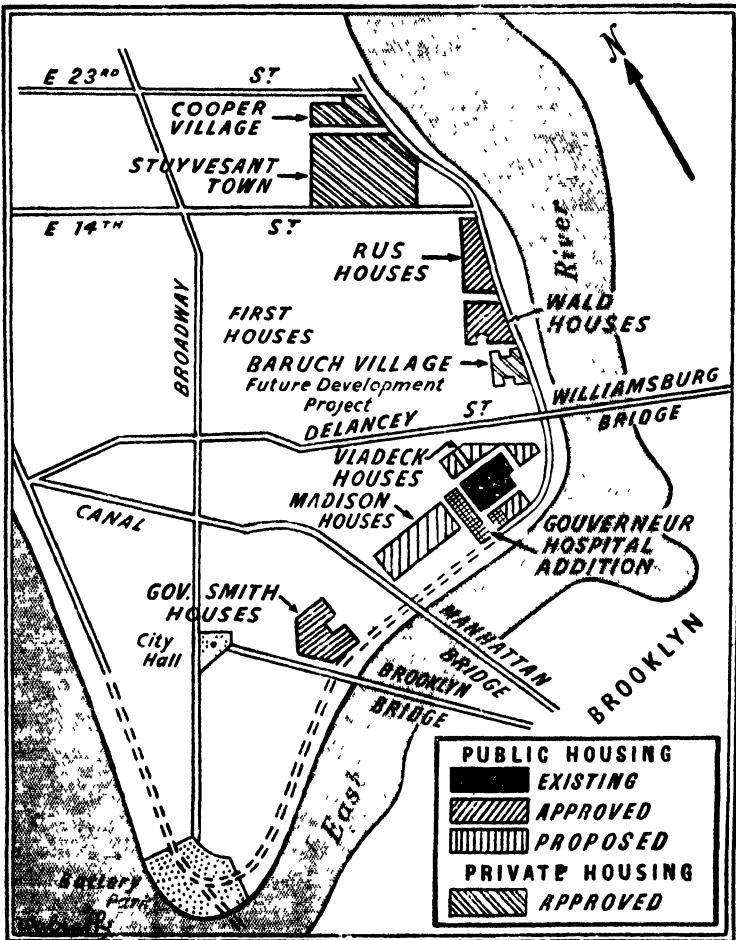 N
E 23RD ST.
COOPER
VILLAGE
STUYVESANT
TOWN
E 14TH ST.
RUS
HOUSES
River
WALD
HOUSES
BROADWAY
FIRST
HOUSES
BARUCH VILLAGE
Future Development
Project
WILLIAMSBURG
BRIDGE
DELANCEY ST
VLADECK
HOUSES
MADISON
HOUSES
CANAL
GOUVERNEUR
HOSPITAL
ADDITION
GOV. SMITH
HOUSES
City
Hall
MANHATTAN
BRIDGE
BROOKLYN
BRIDGE
BROOKLYN
East
Battery
Park
PUBLIC HOUSING
EXISTING
APPROVED
PROPOSED
PRIVATE HOUSING
APPROVED